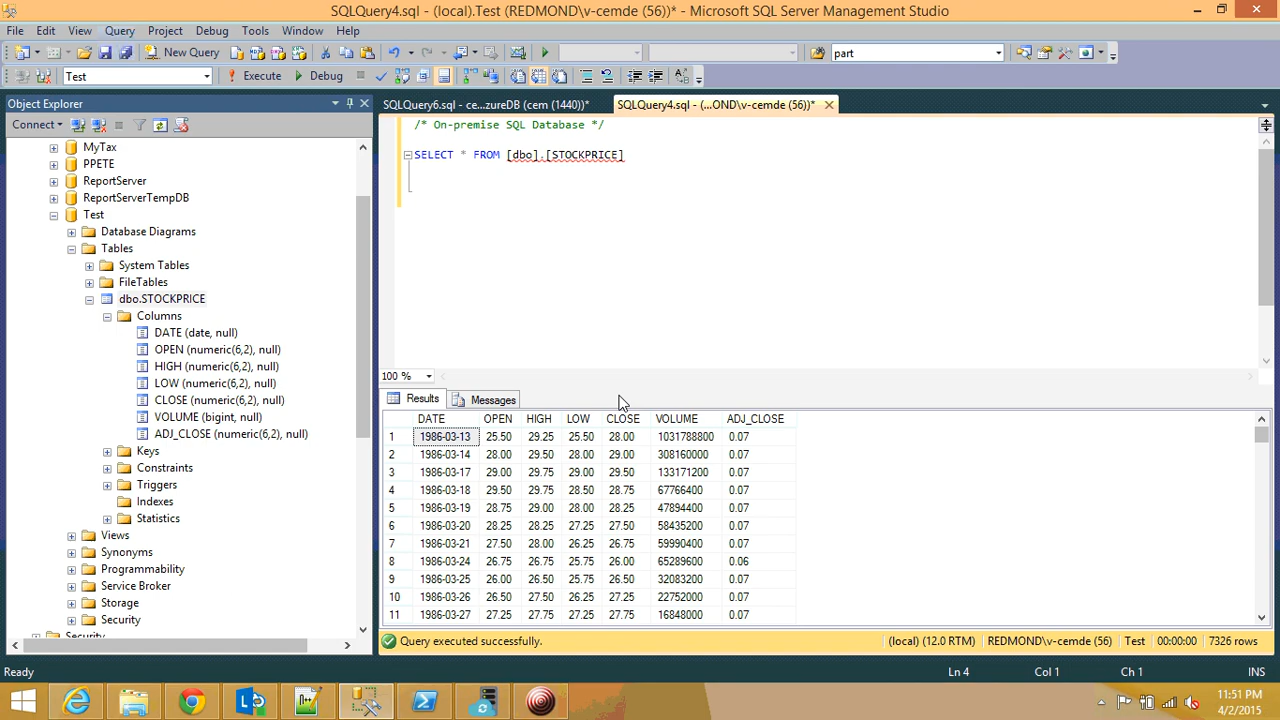 SQLQuery4.sql - (local).Test (REDMOND\v-cemde (56))* - Microsoft SQL Server Management Studio
File Edit View Query Project Debug Tools Window Help
New Query part
Test Execute Debug
Object Explorer
Connect
SQLQuery6.sql - ce...zureDB (cem (1440))* SQLQuery4.sql - (...OND\v-cemde (56))*
/* On-premise SQL Database */
SELECT * FROM [dbo].[STOCKPRICE]
MyTax
PPETE
ReportServer
ReportServerTempDB
Test
Database Diagrams
Tables
System Tables
FileTables
dbo.STOCKPRICE
Columns
DATE (date, null)
OPEN (numeric(6,2), null)
HIGH (numeric(6,2), null)
LOW (numeric(6,2), null)
CLOSE (numeric(6,2), null)
VOLUME (bigint, null)
ADJ_CLOSE (numeric(6,2), null)
Keys
Constraints
Triggers
Indexes
Statistics
Views
Synonyms
Programmability
Service Broker
Storage
Security
Security
100 %
Results Messages
DATE OPEN HIGH LOW CLOSE VOLUME ADJ_CLOSE
1 1986-03-13 25.50 29.25 25.50 28.00 1031788800 0.07
2 1986-03-14 28.00 29.50 28.00 29.00 308160000 0.07
3 1986-03-17 29.00 29.75 29.00 29.50 133171200 0.07
4 1986-03-18 29.50 29.75 28.50 28.75 67766400 0.07
5 1986-03-19 28.75 29.00 28.00 28.25 47894400 0.07
6 1986-03-20 28.25 28.25 27.25 27.50 58435200 0.07
7 1986-03-21 27.50 28.00 26.25 26.75 59990400 0.07
8 1986-03-24 26.75 26.75 25.75 26.00 65289600 0.06
9 1986-03-25 26.00 26.50 25.75 26.50 32083200 0.07
10 1986-03-26 26.50 27.50 26.25 27.25 22752000 0.07
11 1986-03-27 27.25 27.75 27.25 27.75 16848000 0.07
Query executed successfully. (local) (12.0 RTM) REDMOND\v-cemde (56) Test 00:00:00 7326 rows
Ready Ln 4 Col 1 Ch 1 INS
11:51 PM
4/2/2015